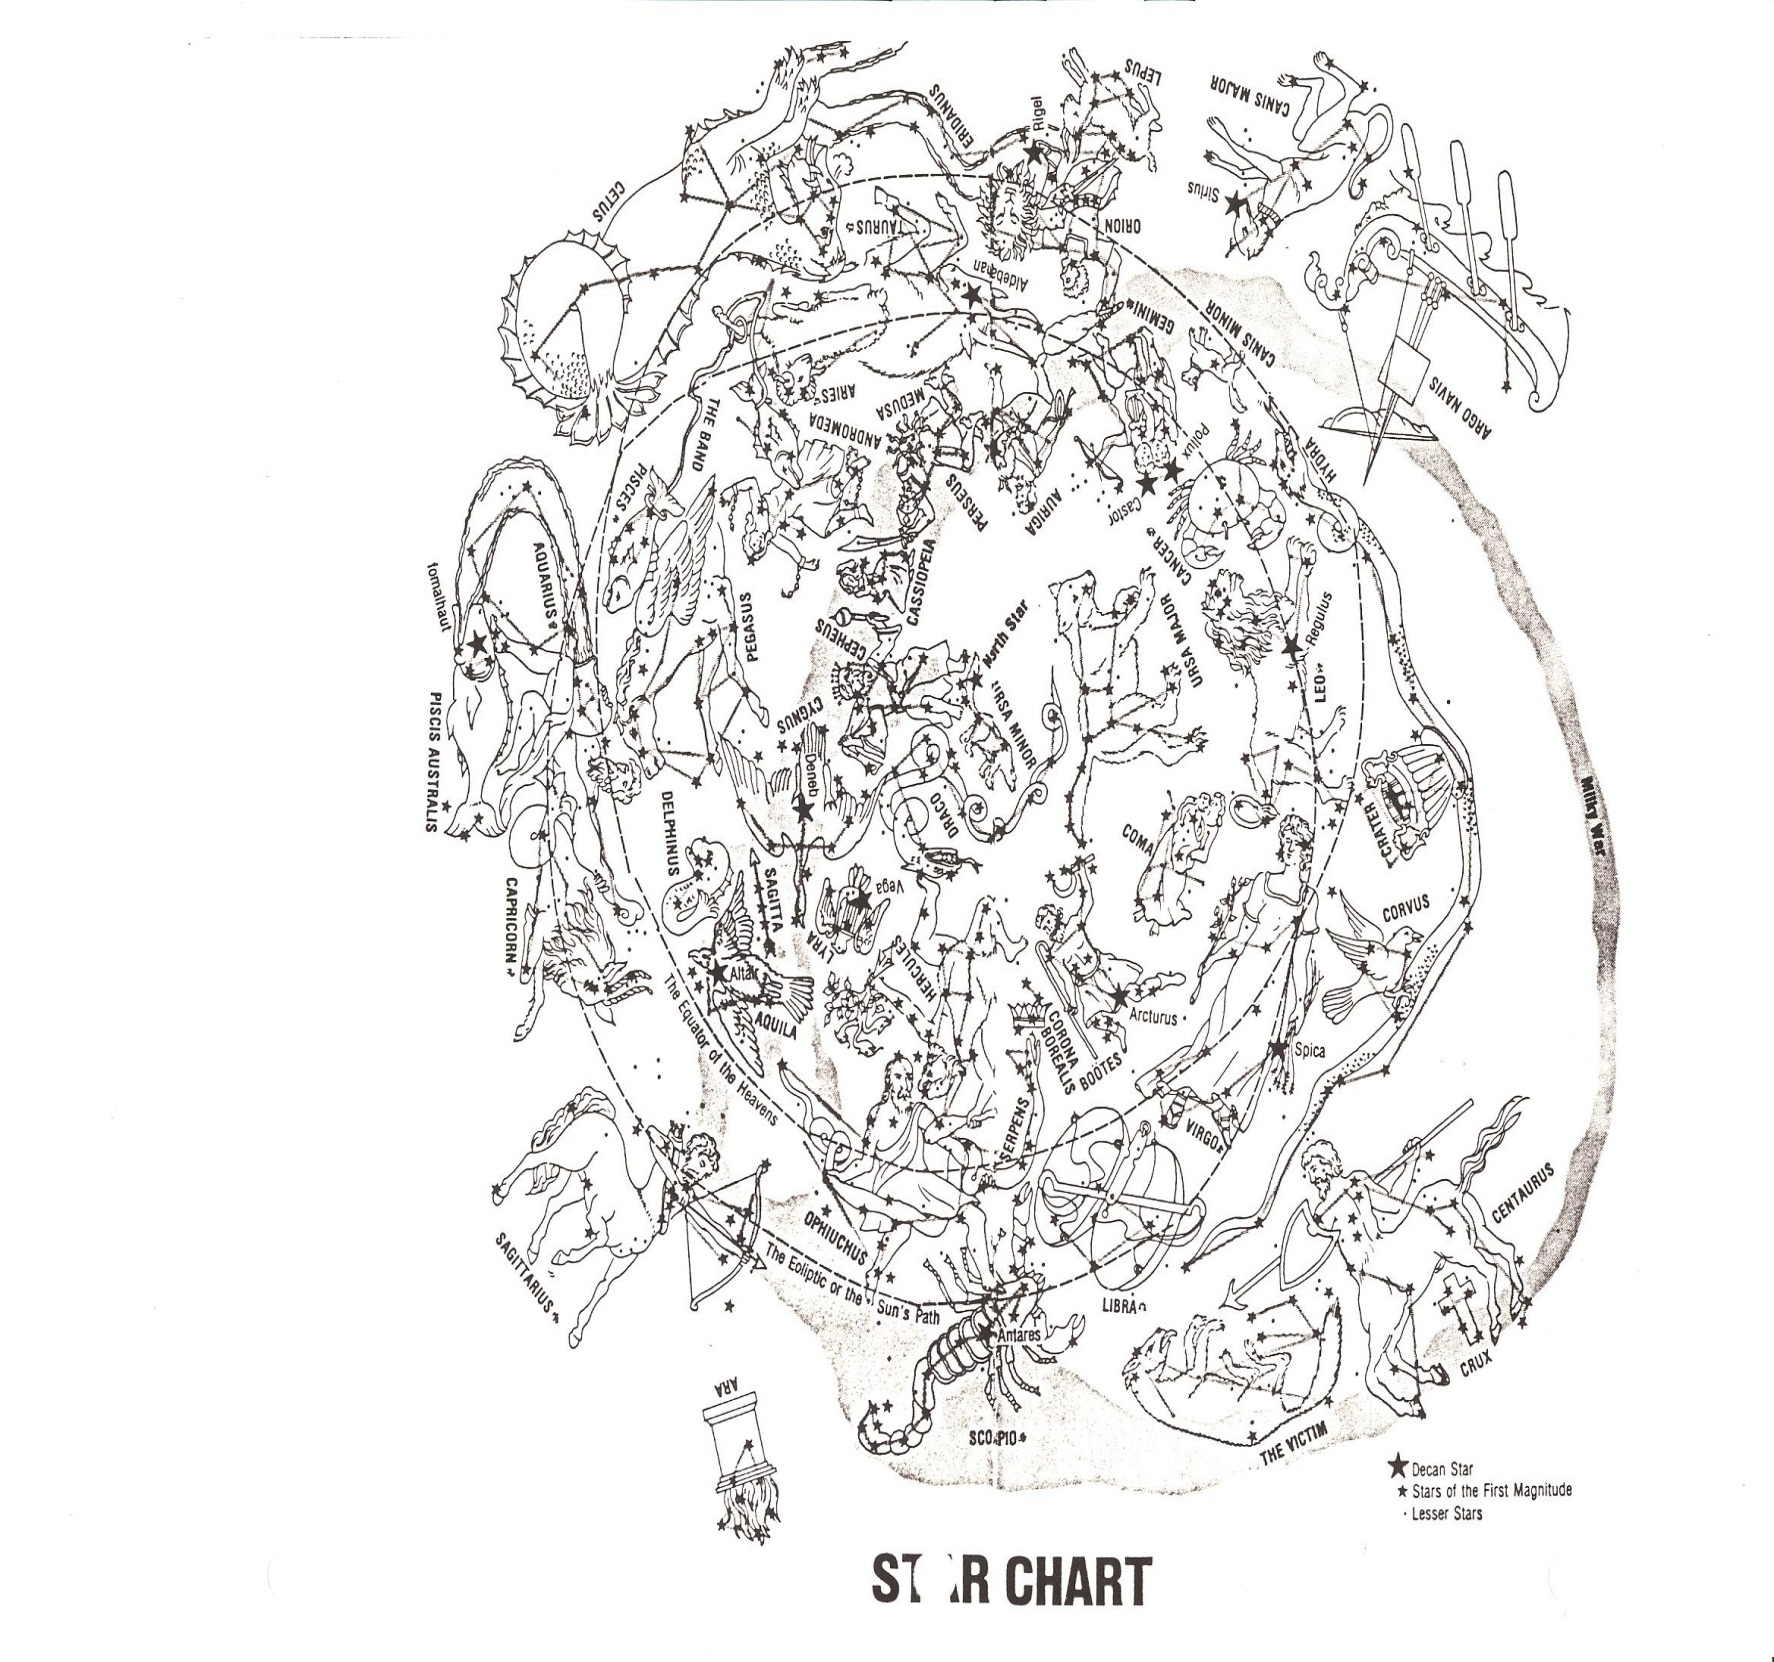 LEPUS
CANIS MAJOR
ERIDANUS
Rigel
CETUS
Sirius
TAURUS
ORION
Aldebaran
GEMINI
CANIS MINOR
ARGO NAVIS
ARIES
MEDUSA
ANDROMEDA
THE BAND
PISCES
Pollux
HYDRA
PERSEUS
AURIGA
Castor
CANCER
AQUARIUS
fomalhaut
CASSIOPEIA
PEGASUS
CEPHEUS
North Star
URSA MAJOR
Regulus
LEO
PISCIS AUSTRALIS
CYGNUS
URSA MINOR
Deneb
DRACO
DELPHINUS
COMA
CRATER
Milky Way
SAGITTA
Vega
CAPRICORN
LYRA
CORVUS
HERCULES
Altair
AQUILA
Arcturus
CORONA
BOREALIS
BOOTES
Spica
The Equator of the Heavens
SERPENS
VIRGO
CENTAURUS
OPHIUCHUS
SAGITTARIUS
The Ecliptic or the Sun's Path
LIBRA
Antares
CRUX
ARA
SCORPIO
THE VICTIM
Decan Star
Stars of the First Magnitude
Lesser Stars
STAR CHART